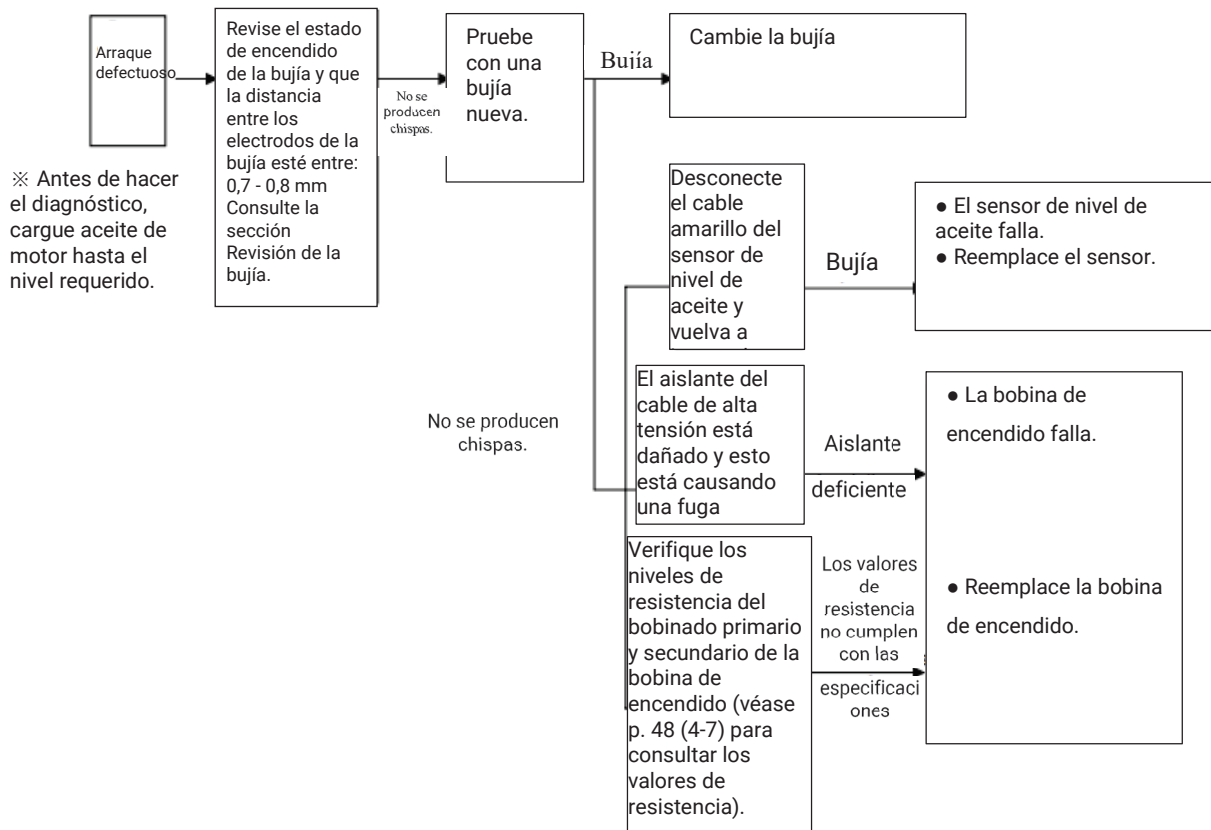 Arraque
defectuoso
※ Antes de hacer
el diagnóstico,
cargue aceite de
motor hasta el
nivel requerido.
Revise el estado
de encendido
de la bujía y que
la distancia
entre los
electrodos de la
bujía esté entre:
0,7 - 0,8 mm
Consulte la
sección
Revisión de la
bujía.
No se
producen
chispas.
Pruebe
con una
bujía
nueva.
Bujía
Cambie la bujía
No se producen
chispas.
Desconecte
el cable
amarillo del
sensor de
nivel de
aceite y
vuelva a
Bujía
● El sensor de nivel de
aceite falla.
● Reemplace el sensor.
El aislante del
cable de alta
tensión está
dañado y esto
está causando
una fuga
Aislante
deficiente
● La bobina de
encendido falla.
● Reemplace la bobina
de encendido.
Verifique los
niveles de
resistencia del
bobinado primario
y secundario de la
bobina de
encendido (véase
p. 48 (4-7) para
consultar los
valores de
resistencia).
Los valores
de
resistencia
no cumplen
con las
especificaci
ones